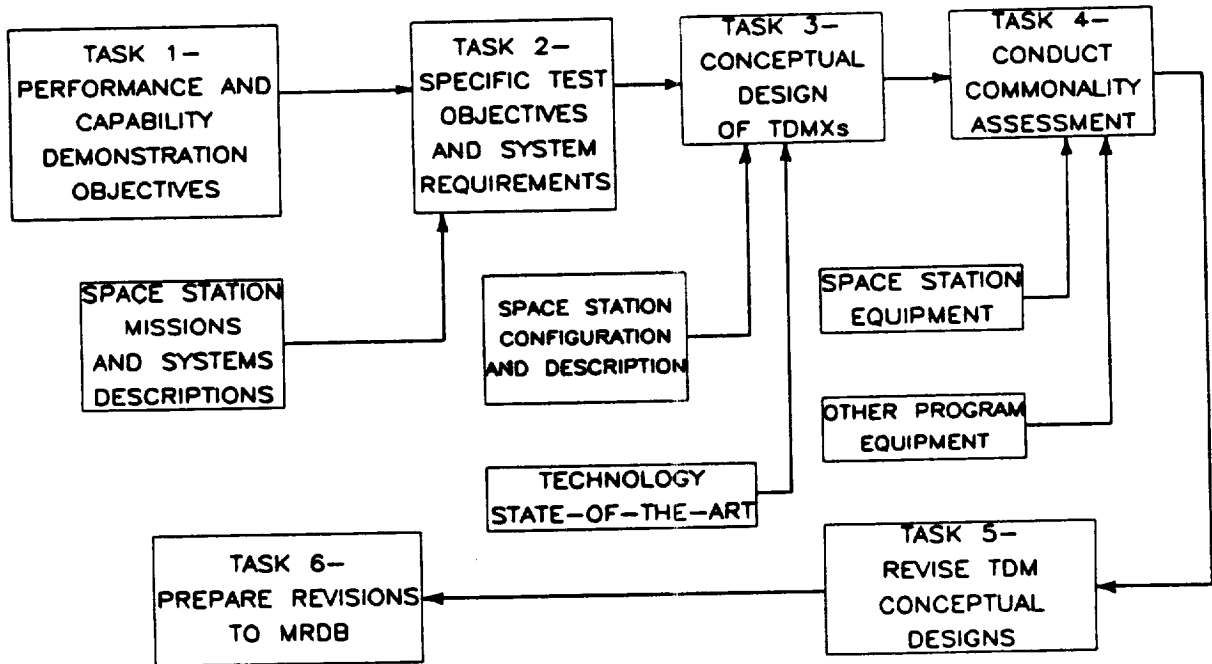 TASK 1–
PERFORMANCE AND
CAPABILITY
DEMONSTRATION
OBJECTIVES
TASK 2–
SPECIFIC TEST
OBJECTIVES
AND SYSTEM
REQUIREMENTS
TASK 3–
CONCEPTUAL
DESIGN
OF TDMXs
TASK 4–
CONDUCT
COMMONALITY
ASSESSMENT
SPACE STATION
MISSIONS
AND SYSTEMS
DESCRIPTIONS
SPACE STATION
CONFIGURATION
AND DESCRIPTION
SPACE STATION
EQUIPMENT
OTHER PROGRAM
EQUIPMENT
TECHNOLOGY
STATE–OF–THE–ART
TASK 5–
REVISE TDM
CONCEPTUAL
DESIGNS
TASK 6–
PREPARE REVISIONS
TO MRDB